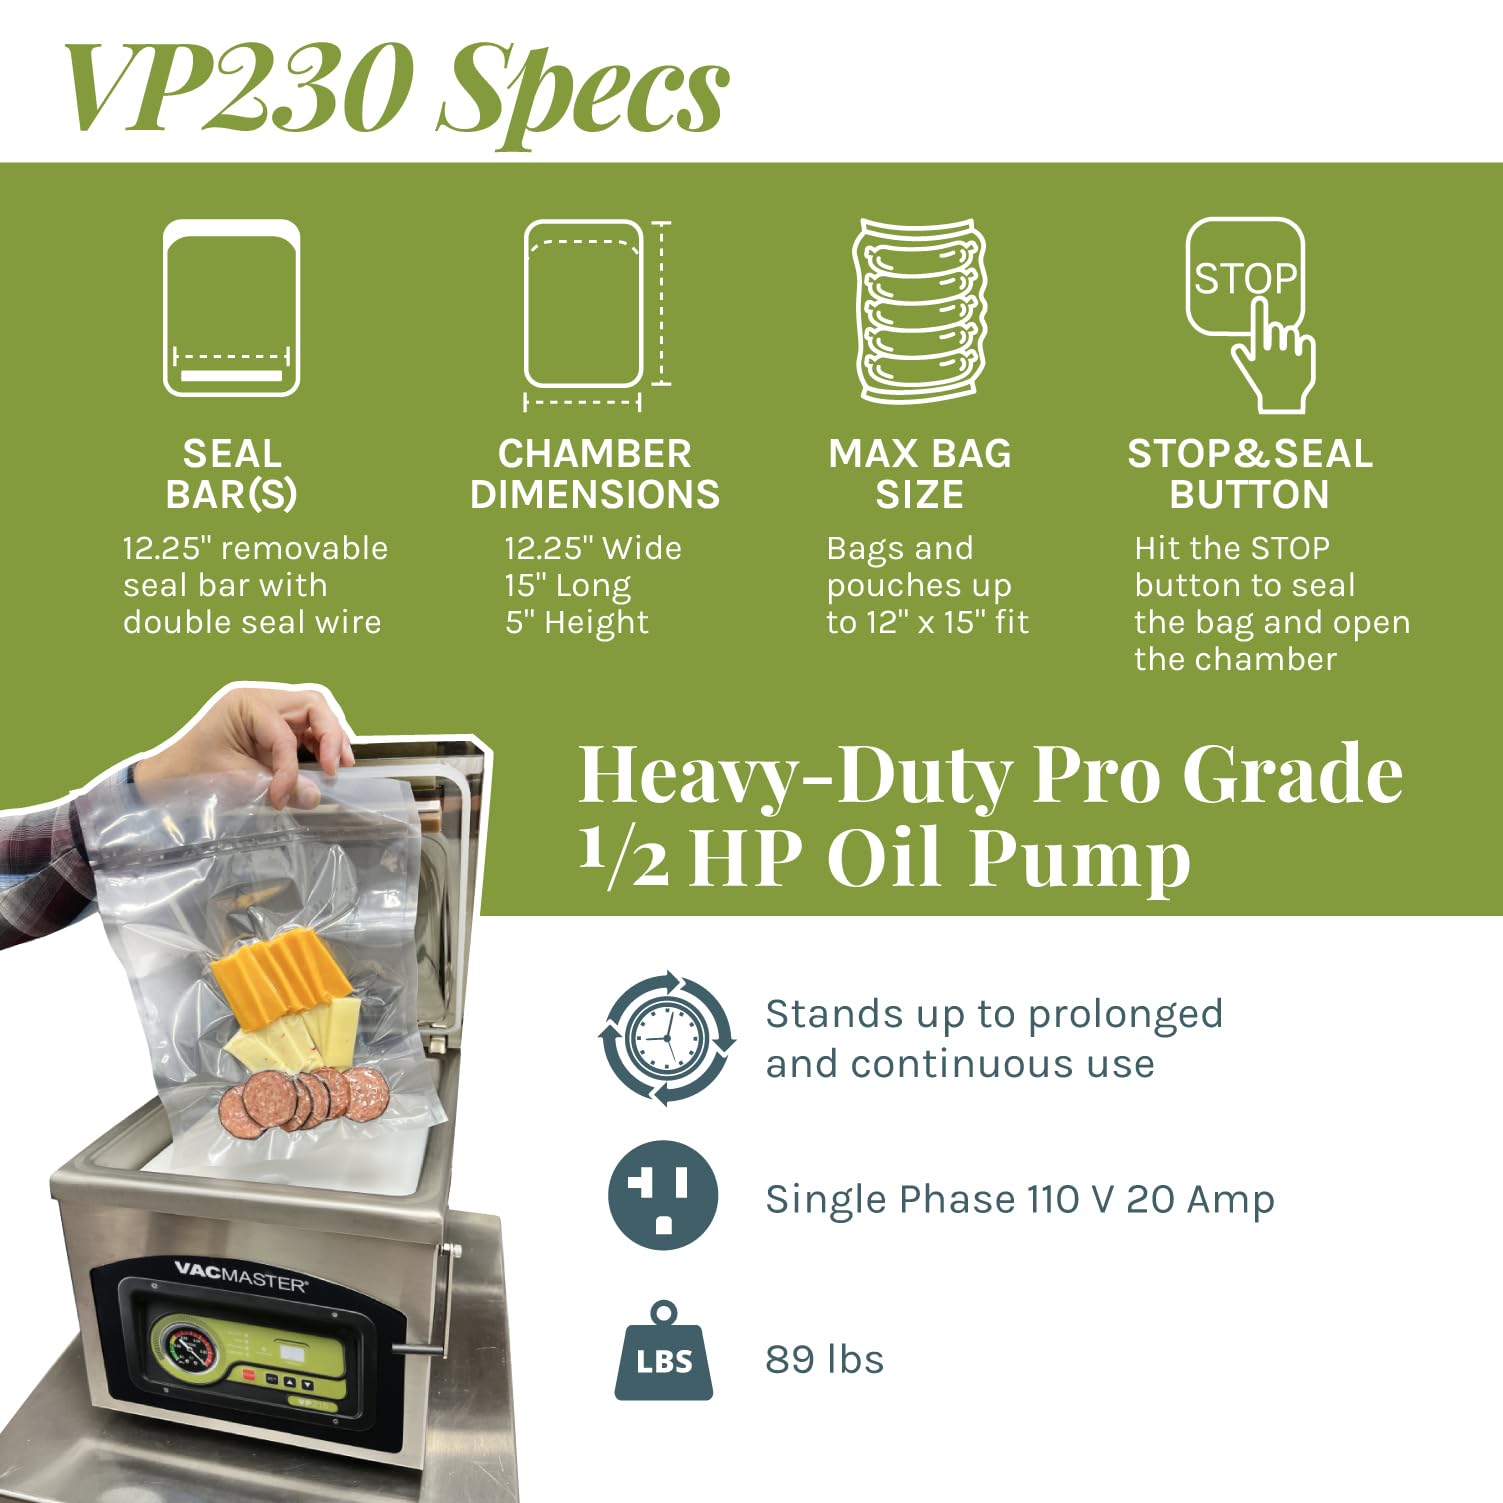 VP230 Specs
STOP
SEAL
BAR(S)
12.25" removable
seal bar with
double seal wire
CHAMBER
DIMENSIONS
12.25" Wide
15" Long
5" Height
MAX BAG
SIZE
Bags and
pouches up
to 12" x 15" fit
STOP&SEAL
BUTTON
Hit the STOP
button to seal
the bag and open
the chamber
Heavy-Duty Pro Grade
1/2 HP Oil Pump
Stands up to prolonged
and continuous use
Single Phase 110 V 20 Amp
LBS
89 lbs
VACMASTER®